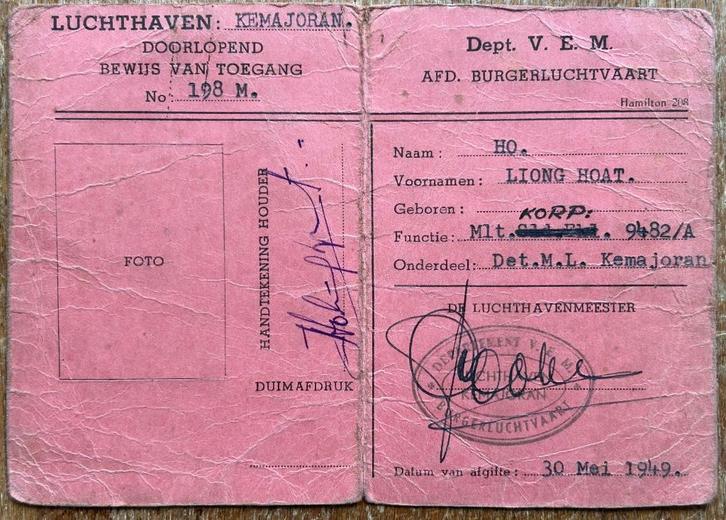 LUCHTHAVEN: KEMAJORAN.
DOORLOPEND
BEWIJS VAN TOEGANG
No: 198 M.
FOTO
HANDTEKENING HOUDER
DUIMAFDRUK
Dept. V. E. M.
AFD. BURGERLUCHTVAART
Hamilton 208
Naam: HO.
Voornamen: LIONG HOAT.
Geboren:
KORP:
Functie: Mlt. 9482/A
Onderdeel: Det.M.L. Kemajoran
DE LUCHTHAVENMEESTER
DEPARTEMENT V. E. M.
KEMAJORAN
BURGERLUCHTVAART
Datum van afgifte: 30 Mei 1949.